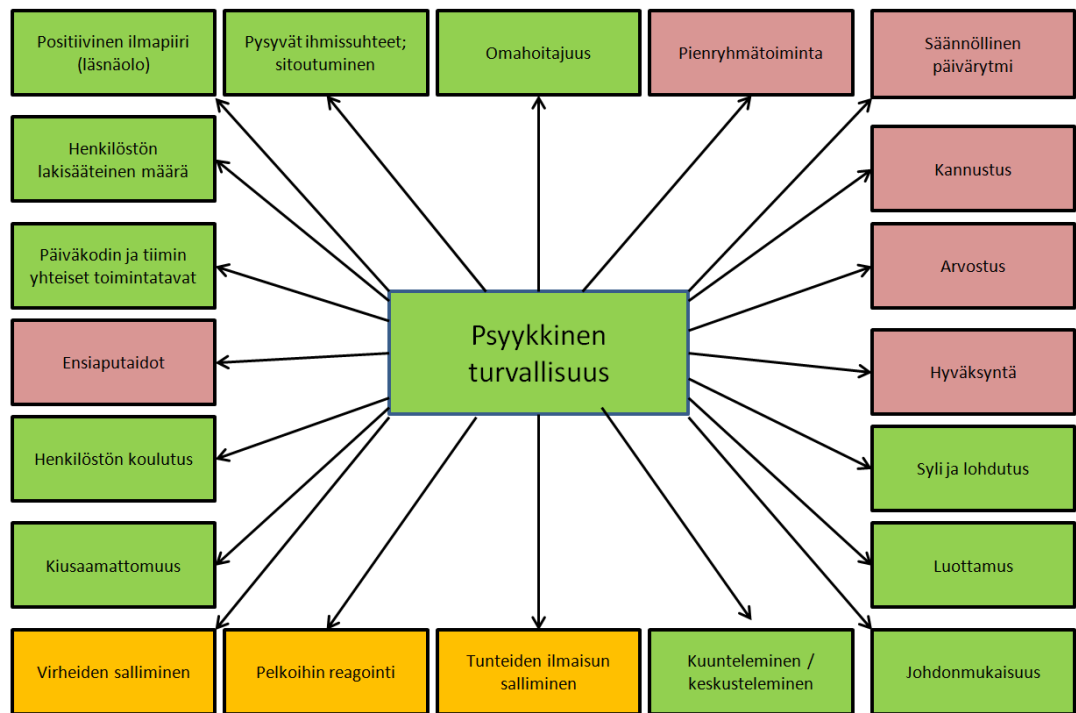 Positiivinen ilmapiiri
(läsnäolo)
Pysyvät ihmissuhteet;
sitoutuminen
Omahoitajuus
Pienryhmätoiminta
Säännöllinen
päivärytmi
Henkilöstön
lakisääteinen määrä
Kannustus
Päiväkodin ja tiimin
yhteiset toimintatavat
Arvostus
Psyykkinen
turvallisuus
Ensiaputaidot
Hyväksyntä
Henkilöstön koulutus
Syli ja lohdutus
Kiusaamattomuus
Luottamus
Virheiden salliminen
Pelkoihin reagointi
Tunteiden ilmaisun
salliminen
Kuunteleminen /
keskusteleminen
Johdonmukaisuus